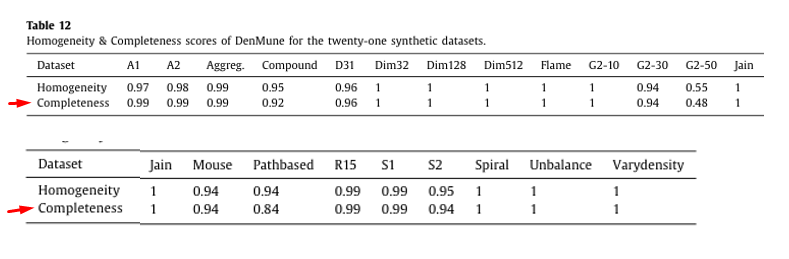 Table 12
Homogeneity & Completeness scores of DenMune for the twenty-one synthetic datasets.
Dataset A1 A2 Aggreg. Compound D31 Dim32 Dim128 Dim512 Flame G2-10 G2-30 G2-50 Jain
Homogeneity 0.97 0.98 0.99 0.95 0.96 1 1 1 1 1 0.94 0.55 1
Completeness 0.99 0.99 0.99 0.92 0.96 1 1 1 1 1 0.94 0.48 1
Dataset Jain Mouse Pathbased R15 S1 S2 Spiral Unbalance Varydensity
Homogeneity 1 0.94 0.94 0.99 0.99 0.95 1 1 1
Completeness 1 0.94 0.84 0.99 0.99 0.94 1 1 1